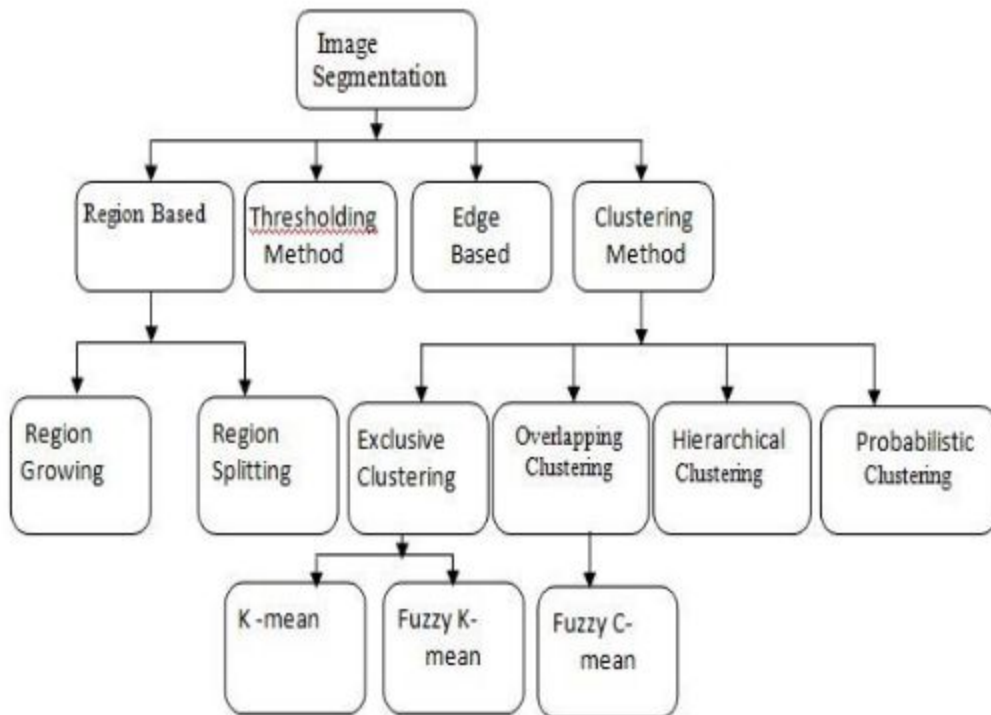 Image
Segmentation
Region Based
Thresholding
Method
Edge
Based
Clustering
Method
Region
Growing
Region
Splitting
Exclusive
Clustering
Overlapping
Clustering
Hierarchical
Clustering
Probabilistic
Clustering
K -mean
Fuzzy K-
mean
Fuzzy C-
mean